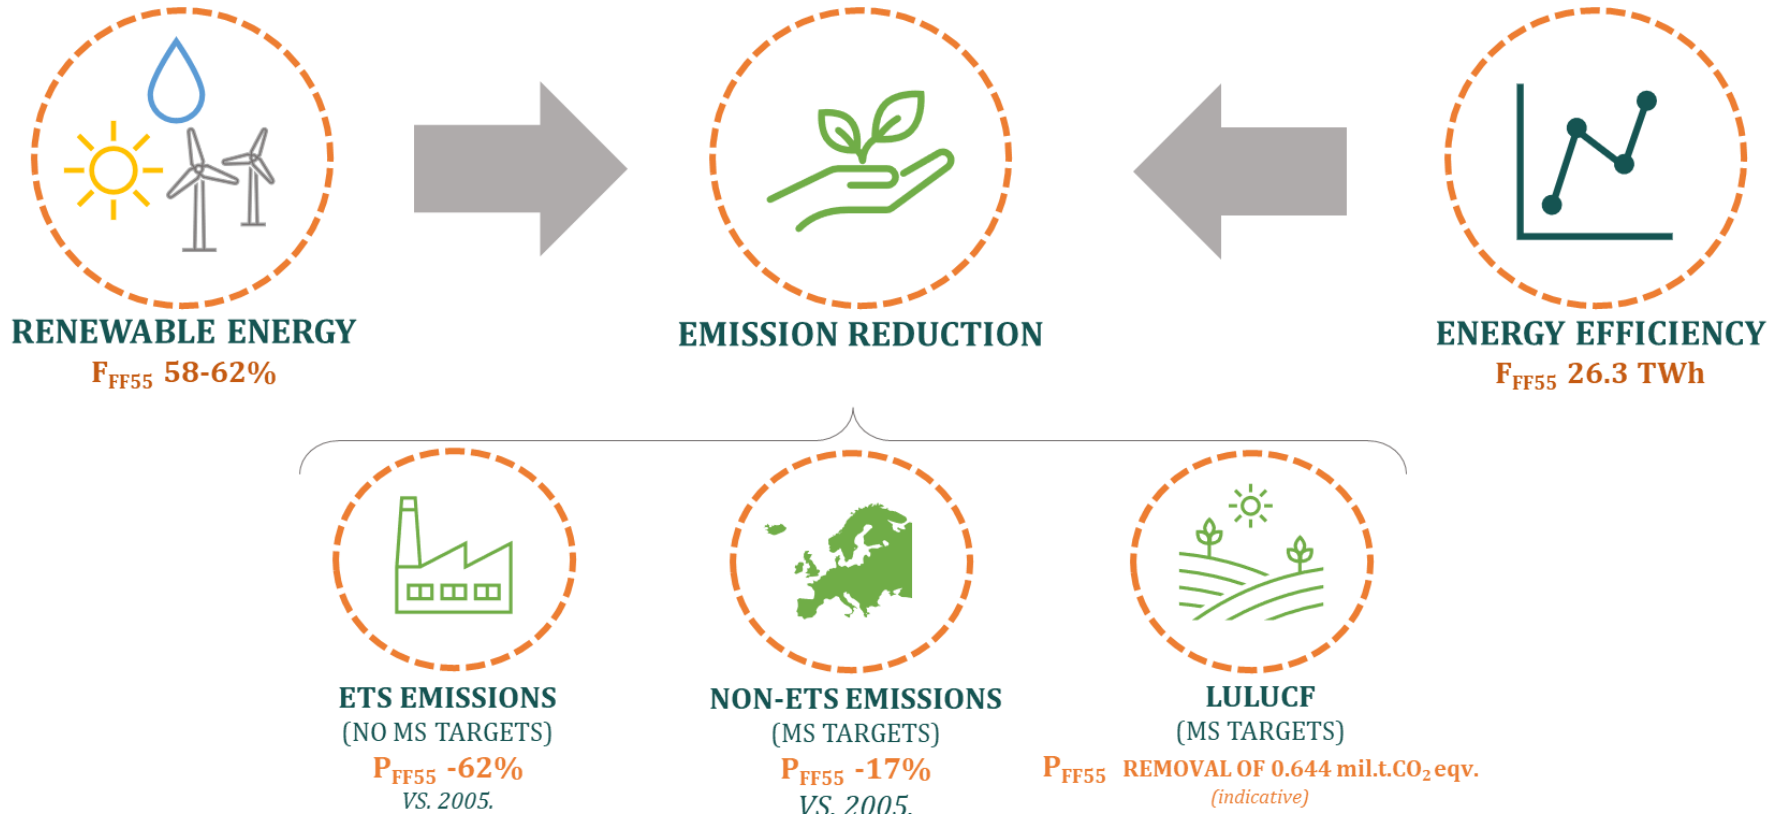 RENEWABLE ENERGY
FFF55 58-62%
EMISSION REDUCTION
ENERGY EFFICIENCY
FFF55 26.3 TWh
ETS EMISSIONS
(NO MS TARGETS)
PFF55 -62%
VS. 2005.
NON-ETS EMISSIONS
(MS TARGETS)
PFF55 -17%
VS. 2005.
LULUCF
(MS TARGETS)
PFF55 REMOVAL OF 0.644 mil.t.CO2 eqv.
(indicative)